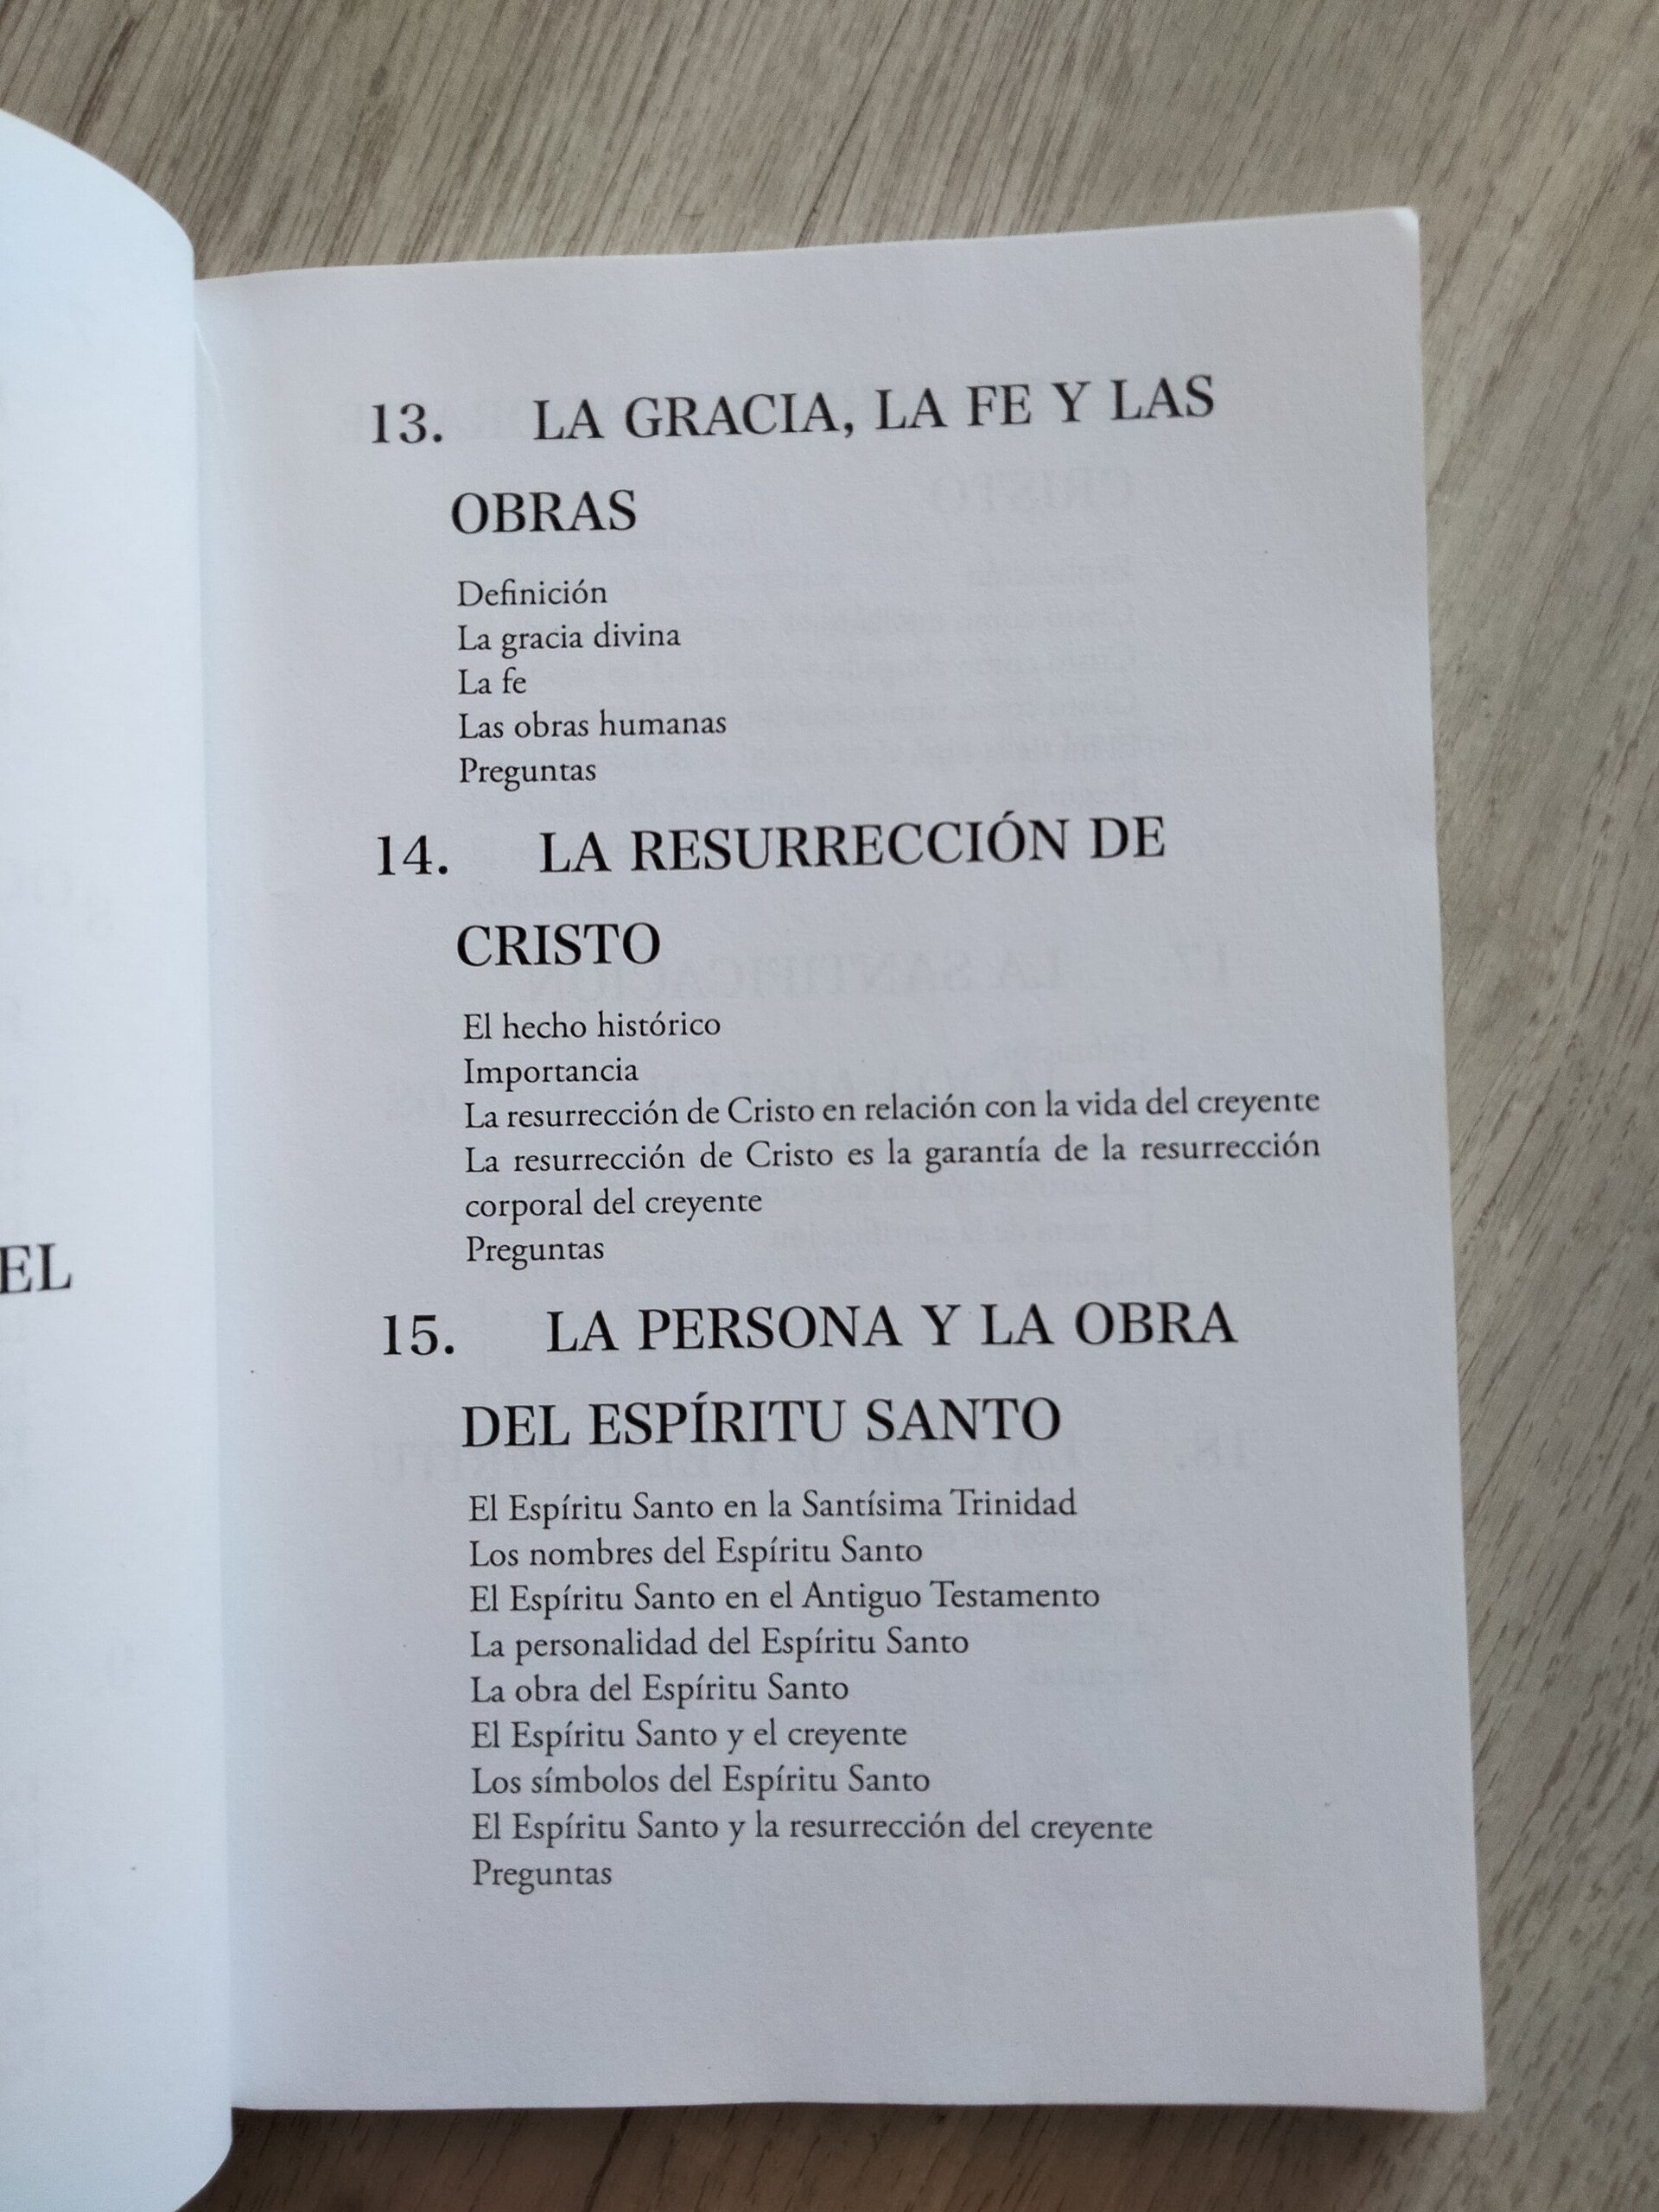 EL
13. LA GRACIA, LA FE Y LAS
OBRAS
Definición
La gracia divina
La fe
Las obras humanas
Preguntas
14. LA RESURRECCIÓN DE
CRISTO
El hecho histórico
Importancia
La resurrección de Cristo en relación con la vida del creyente
La resurrección de Cristo es la garantía de la resurrección
corporal del creyente
Preguntas
15. LA PERSONA Y LA OBRA
DEL ESPÍRITU SANTO
El Espíritu Santo en la Santísima Trinidad
Los nombres del Espíritu Santo
El Espíritu Santo en el Antiguo Testamento
La personalidad del Espíritu Santo
La obra del Espíritu Santo
El Espíritu Santo y el creyente
Los símbolos del Espíritu Santo
El Espíritu Santo y la resurrección del creyente
Preguntas